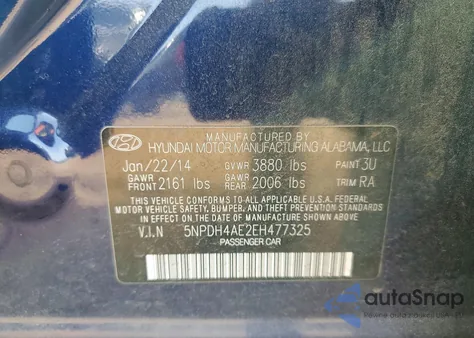 MANUFACTURED BY
HYUNDAI MOTOR MANUFACTURING ALABAMA, LLC
Jan/22/14 GVWR 3880 lbs PAINT 3U
GAWR FRONT 2161 lbs GAWR REAR 2006 lbs TRIM RA
THIS VEHICLE CONFORMS TO ALL APPLICABLE U.S.A. FEDERAL
MOTOR VEHICLE SAFETY, BUMPER, AND THEFT PREVENTION STANDARDS
IN EFFECT ON THE DATE OF MANUFACTURE SHOWN ABOVE.
V.I.N 5NPDH4AE2EH477325
PASSENGER CAR
autoSnap